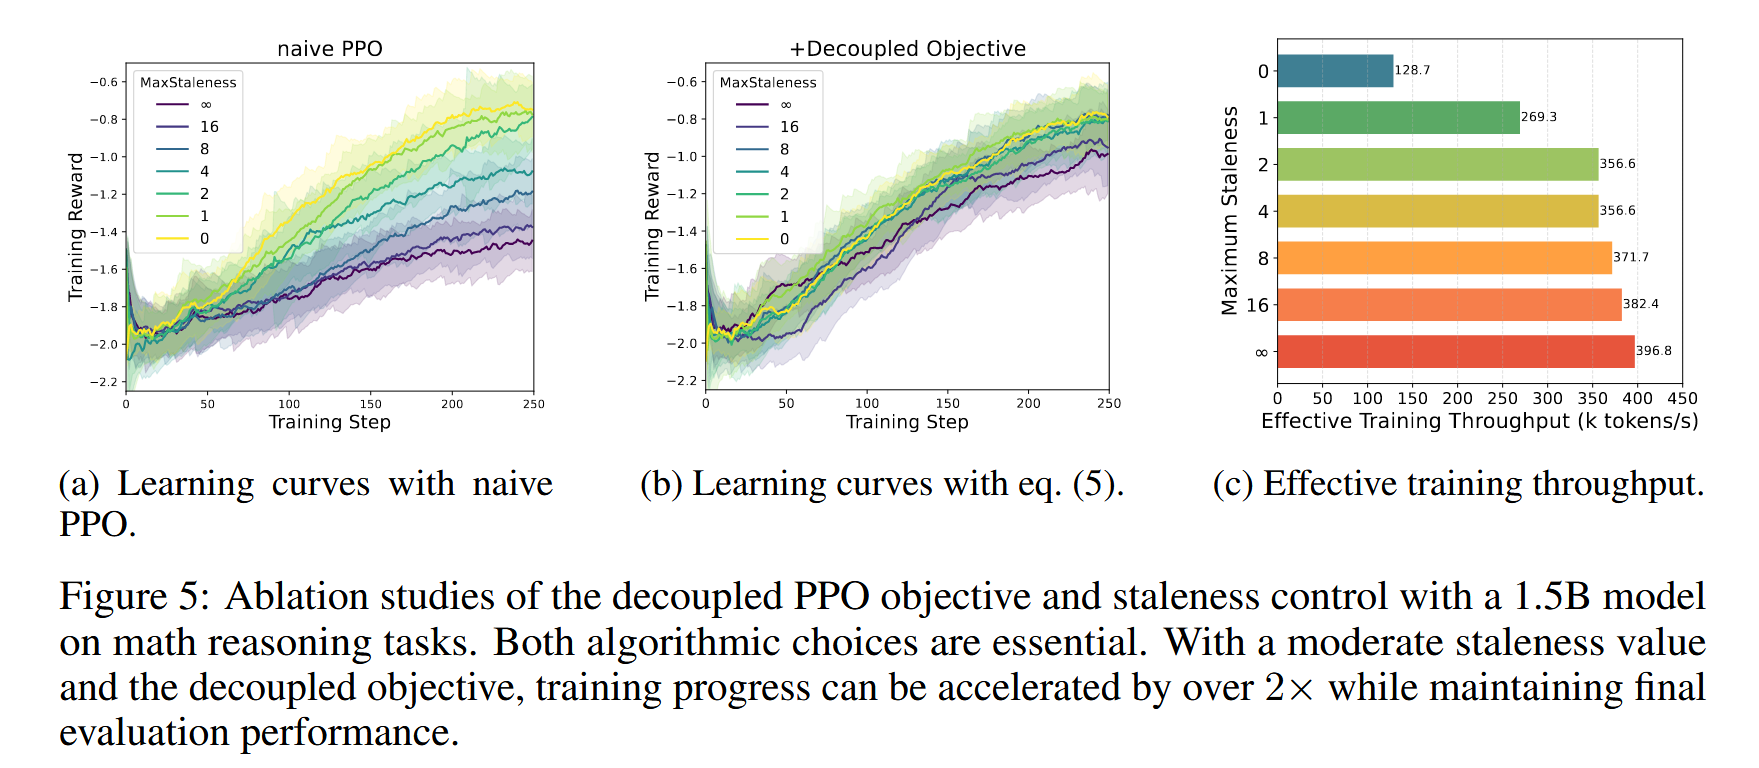 naive PPO
MaxStaleness
∞
16
8
4
2
1
0
−0.6
−0.8
−1.0
−1.2
−1.4
−1.6
−1.8
−2.0
−2.2
Training Reward
0
50
100
150
200
250
Training Step
+Decoupled Objective
MaxStaleness
∞
16
8
4
2
1
0
−0.6
−0.8
−1.0
−1.2
−1.4
−1.6
−1.8
−2.0
−2.2
Training Reward
0
50
100
150
200
250
Training Step
Maximum Staleness
0 128.7
1 269.3
2 356.6
4 356.6
8 371.7
16 382.4
∞ 396.8
0 50 100 150 200 250 300 350 400 450
Effective Training Throughput (k tokens/s)
(a) Learning curves with naive
PPO.
(b) Learning curves with eq. (5).
(c) Effective training throughput.
Figure 5: Ablation studies of the decoupled PPO objective and staleness control with a 1.5B model
on math reasoning tasks. Both algorithmic choices are essential. With a moderate staleness value
and the decoupled objective, training progress can be accelerated by over 2× while maintaining final
evaluation performance.